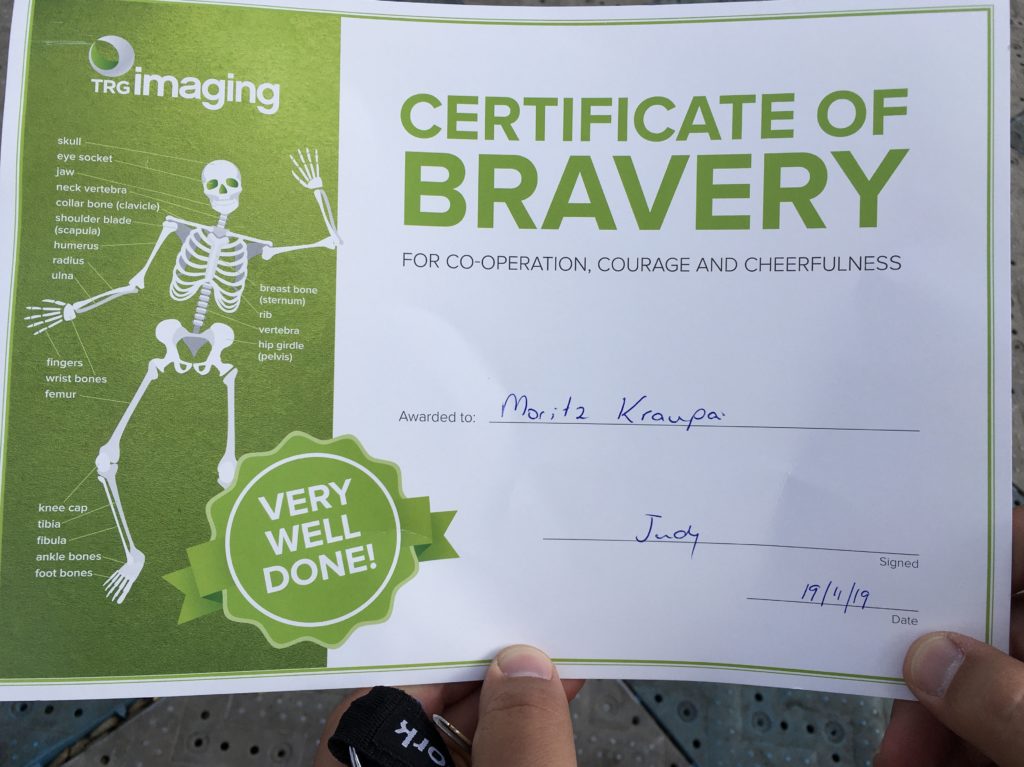 TRG imaging
skull
eye socket
jaw
neck vertebra
collar bone (clavicle)
shoulder blade
(scapula)
humerus
radius
ulna
breast bone
(sternum)
rib
vertebra
hip girdle
(pelvis)
fingers
wrist bones
femur
knee cap
tibia
fibula
ankle bones
foot bones
VERY
WELL
DONE!
CERTIFICATE OF
BRAVERY
FOR CO-OPERATION, COURAGE AND CHEERFULNESS
Awarded to: Moritz Kraupa
Judy
Signed
19/11/19
Date
ork